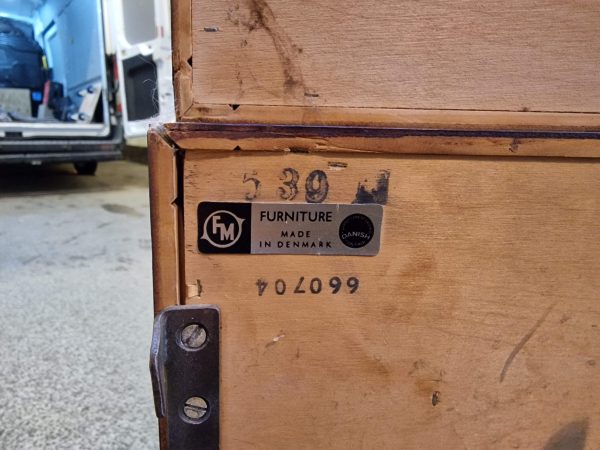 539
FM FURNITURE
MADE
IN DENMARK
DANISH
660704